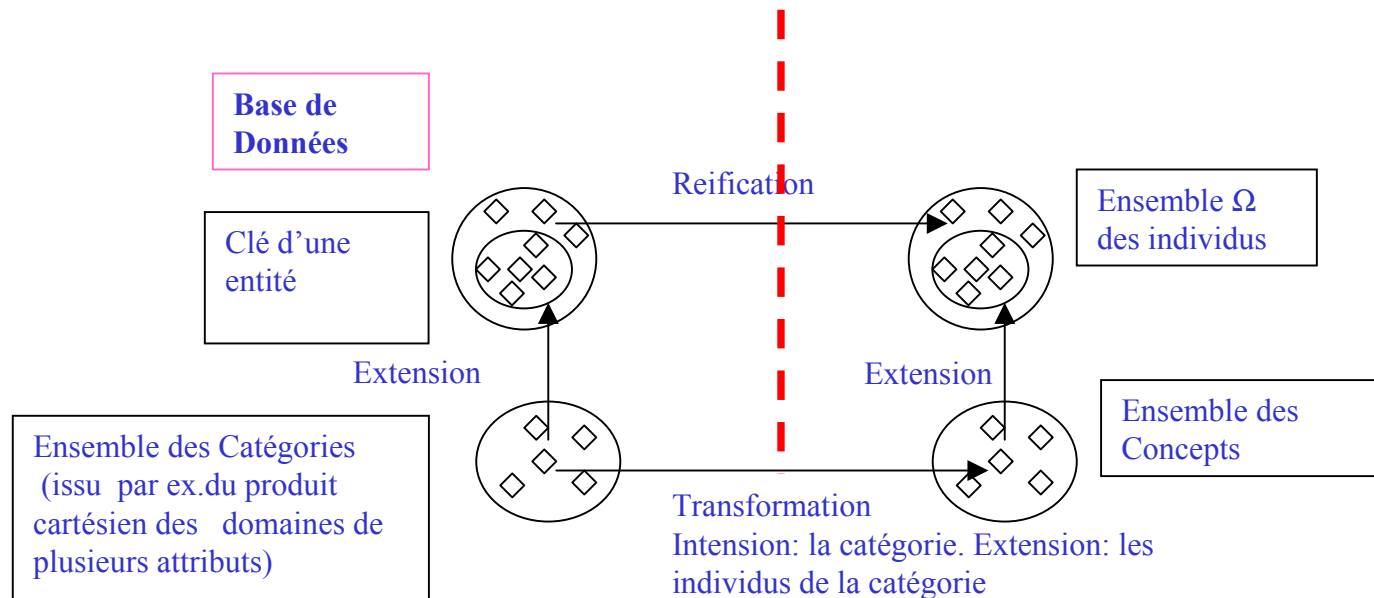 Base de
Données
Reification
Clé d’une
entité
Ensemble Ω
des individus
Extension
Extension
Ensemble des Catégories
(issu par ex.du produit
cartésien des domaines de
plusieurs attributs)
Ensemble des
Concepts
Transformation
Intension: la catégorie. Extension: les
individus de la catégorie